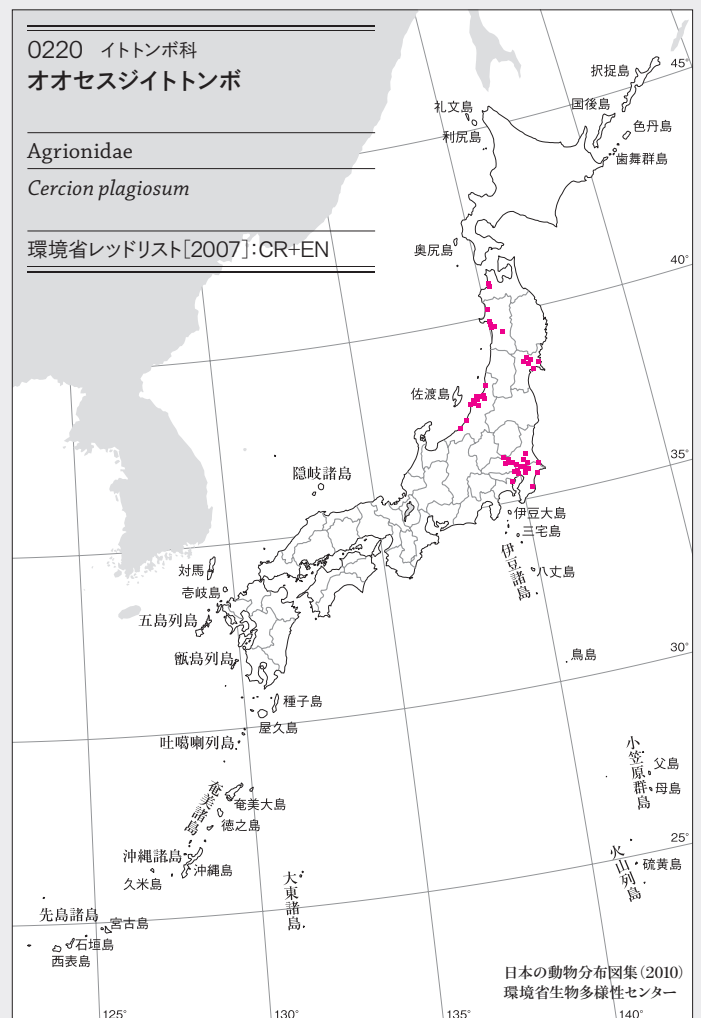 0220 イトトンボ科
オオセスジイトトンボ
Agrionidae
Cercion plagiosum
環境省レッドリスト[2007]:CR+EN
択捉島
45°
礼文島
国後島
利尻島
色丹島
歯舞群島
奥尻島
40°
佐渡島
35°
隠岐諸島
伊豆大島
三宅島
伊豆諸島
八丈島
対馬
壱岐島
五島列島
甑島列島
鳥島
30°
種子島
屋久島
吐噶喇列島
小笠原群島
父島
母島
奄美諸島
奄美大島
徳之島
25°
沖縄諸島
沖縄島
久米島
火山列島
硫黄島
大東諸島
先島諸島
宮古島
石垣島
西表島
日本の動物分布図集(2010)
環境省生物多様性センター
125°
130°
135°
140°